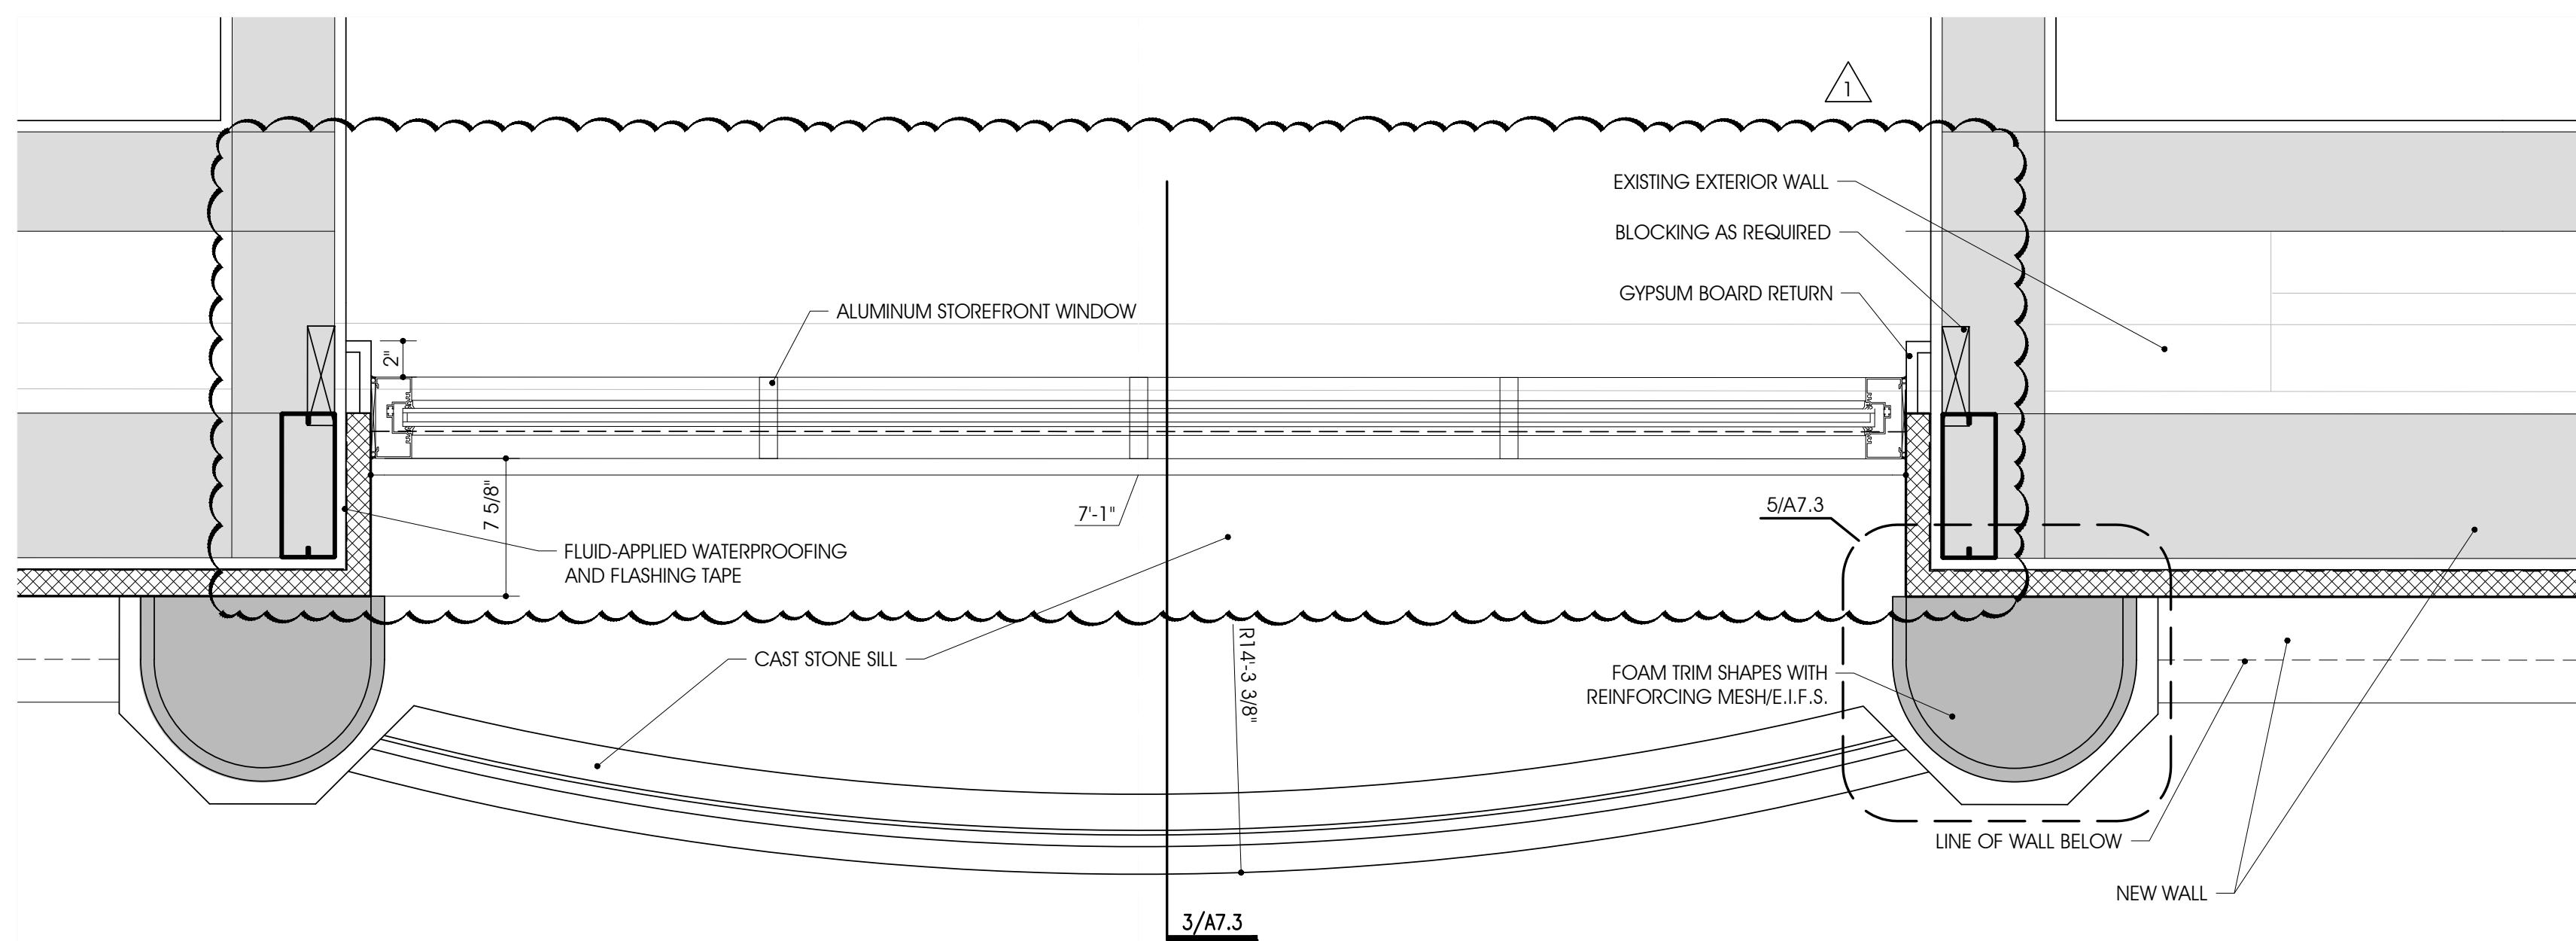 1
EXISTING EXTERIOR WALL
BLOCKING AS REQUIRED
GYPSUM BOARD RETURN
ALUMINUM STOREFRONT WINDOW
2"
7 5/8"
7'-1"
5/A7.3
FLUID-APPLIED WATERPROOFING
AND FLASHING TAPE
CAST STONE SILL
R14'-3 3/8"
FOAM TRIM SHAPES WITH
REINFORCING MESH/E.I.F.S.
LINE OF WALL BELOW
NEW WALL
3/A7.3